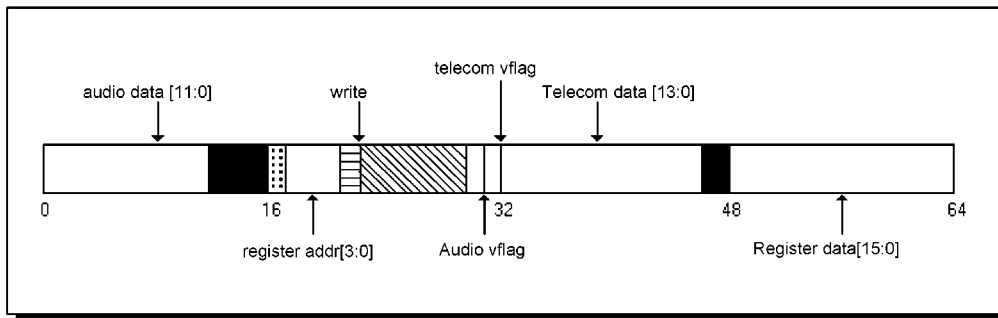 telecom vflag
audio data [11:0]
write
Telecom data [13:0]
0
16
32
48
64
register addr[3:0]
Audio vflag
Register data[15:0]